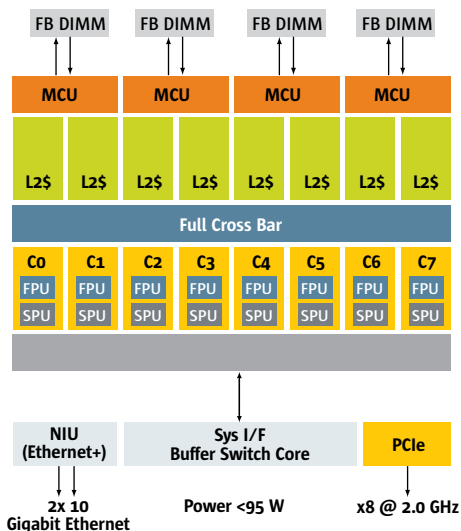 FB DIMM FB DIMM FB DIMM FB DIMM
MCU MCU MCU MCU
L2$ L2$ L2$ L2$ L2$ L2$ L2$ L2$
Full Cross Bar
C0 C1 C2 C3 C4 C5 C6 C7
FPU FPU FPU FPU FPU FPU FPU FPU
SPU SPU SPU SPU SPU SPU SPU SPU
NIU
(Ethernet+)
Sys I/F
Buffer Switch Core
PCIe
2x 10
Gigabit Ethernet
Power <95 W
x8 @ 2.0 GHz